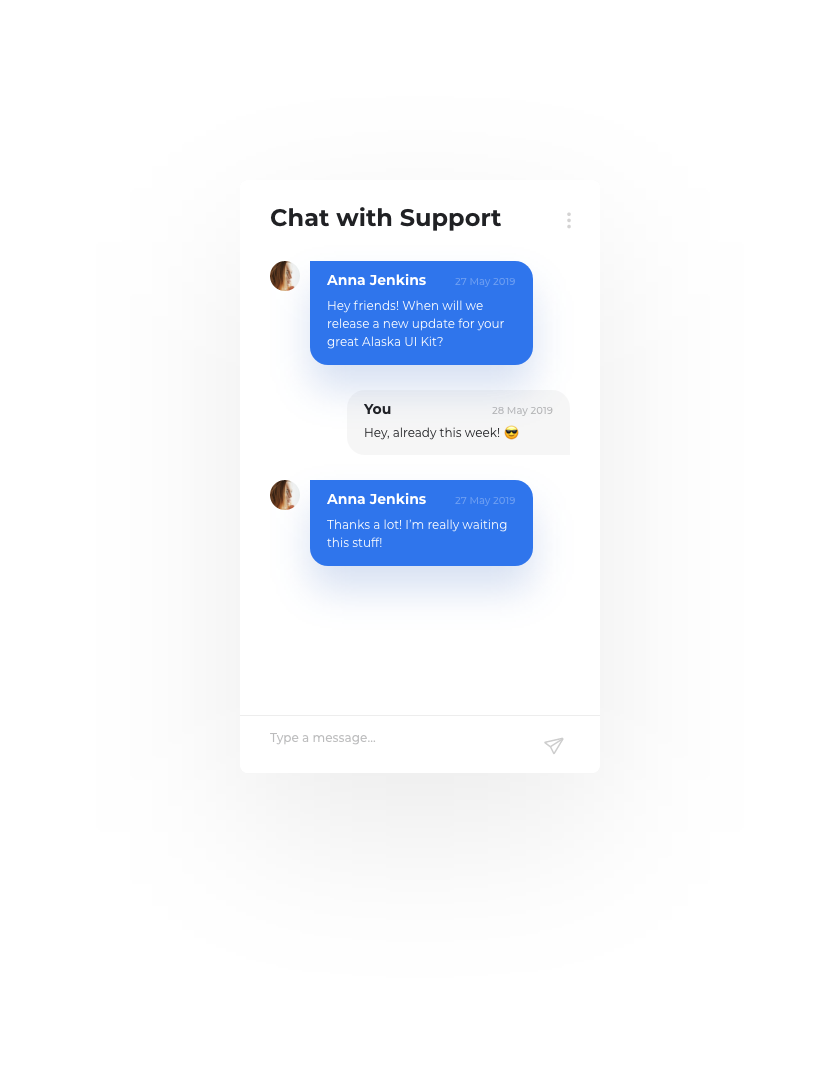 Chat with Support
Anna Jenkins 27 May 2019
Hey friends! When will we
release a new update for your
great Alaska UI Kit?
You 28 May 2019
Hey, already this week! 😎
Anna Jenkins 27 May 2019
Thanks a lot! I’m really waiting
this stuff!
Type a message...